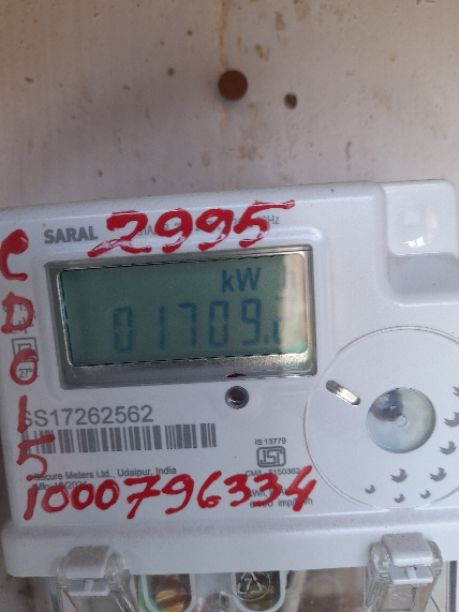 SARAL 2995
kW h
01709.
CD615
SS17262562
IS 13779
Secure Meters Ltd., Udaipur, India
1000796334